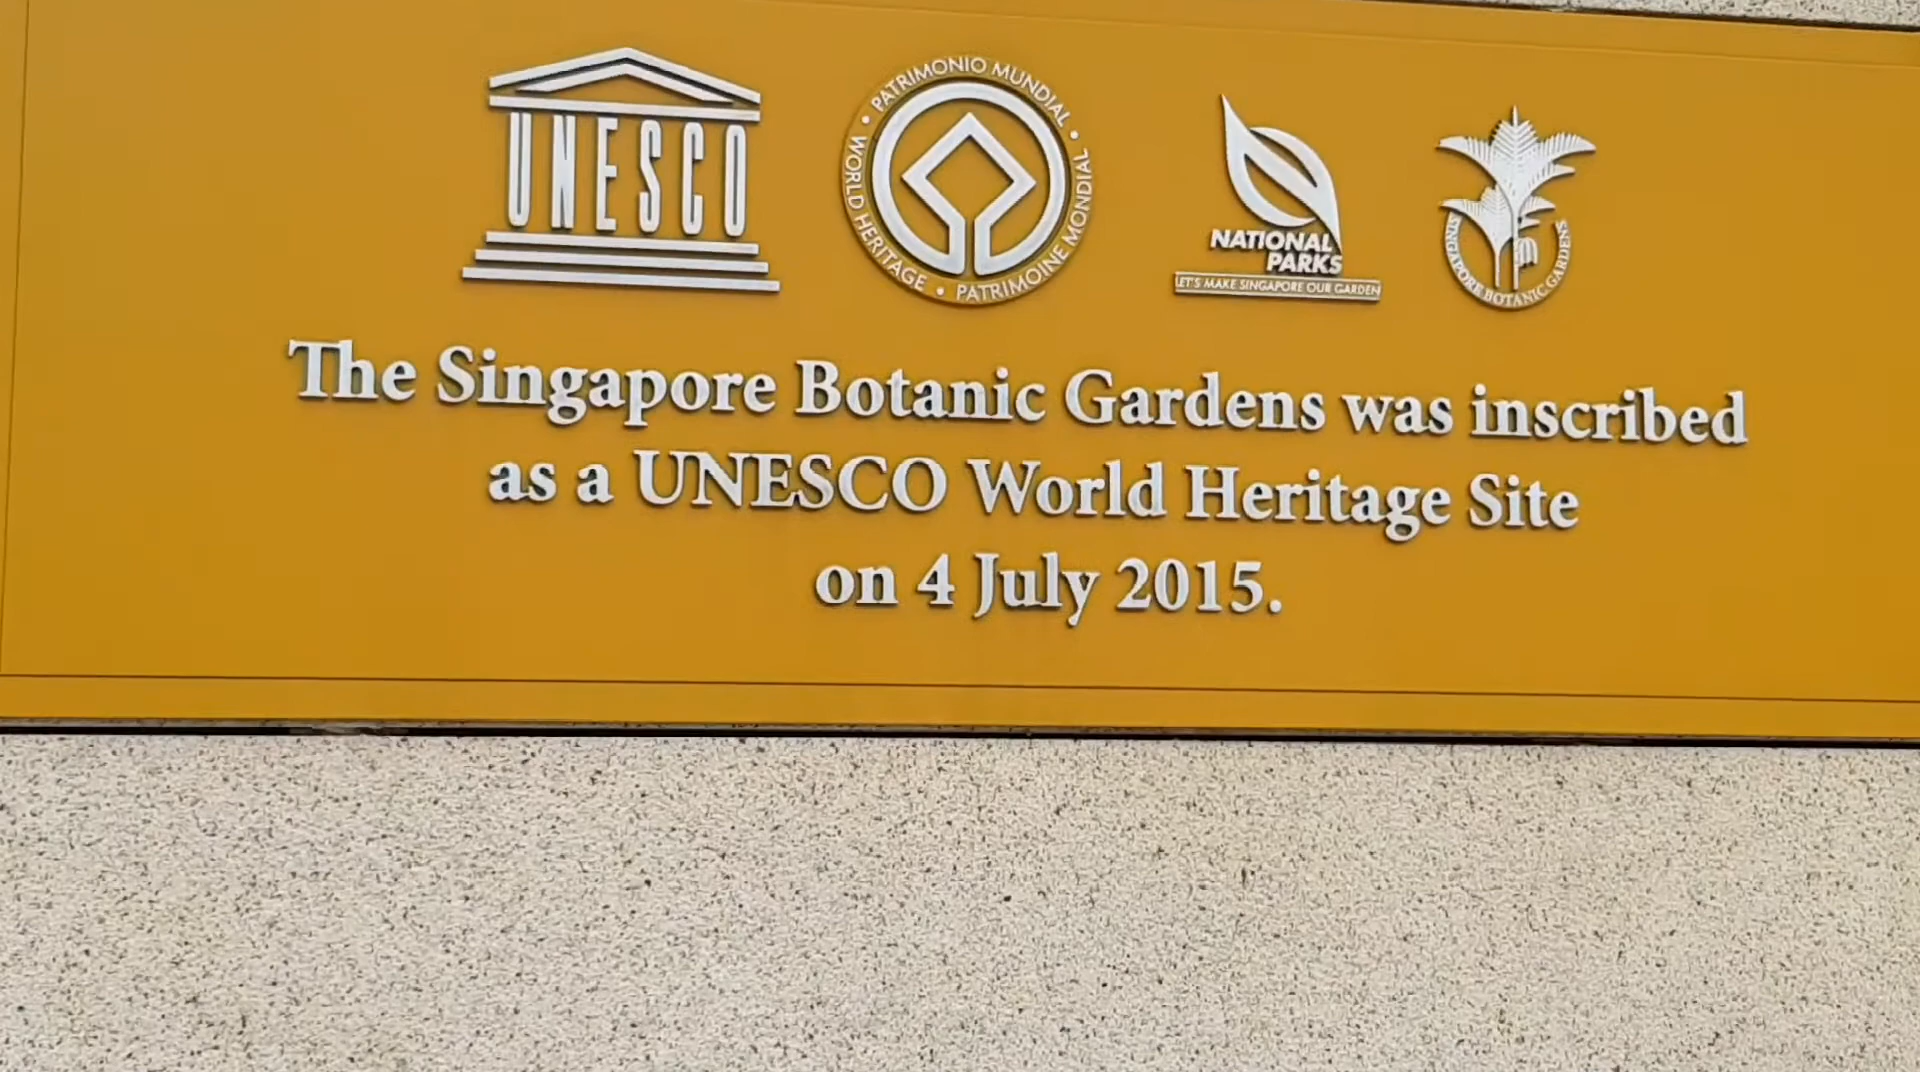 UNESCO
WORLD HERITAGE • PATRIMONIO MUNDIAL • PATRIMOINE MONDIAL
NATIONAL
PARKS
LET'S MAKE SINGAPORE OUR GARDEN
SINGAPORE BOTANIC GARDENS
The Singapore Botanic Gardens was inscribed
as a UNESCO World Heritage Site
on 4 July 2015.